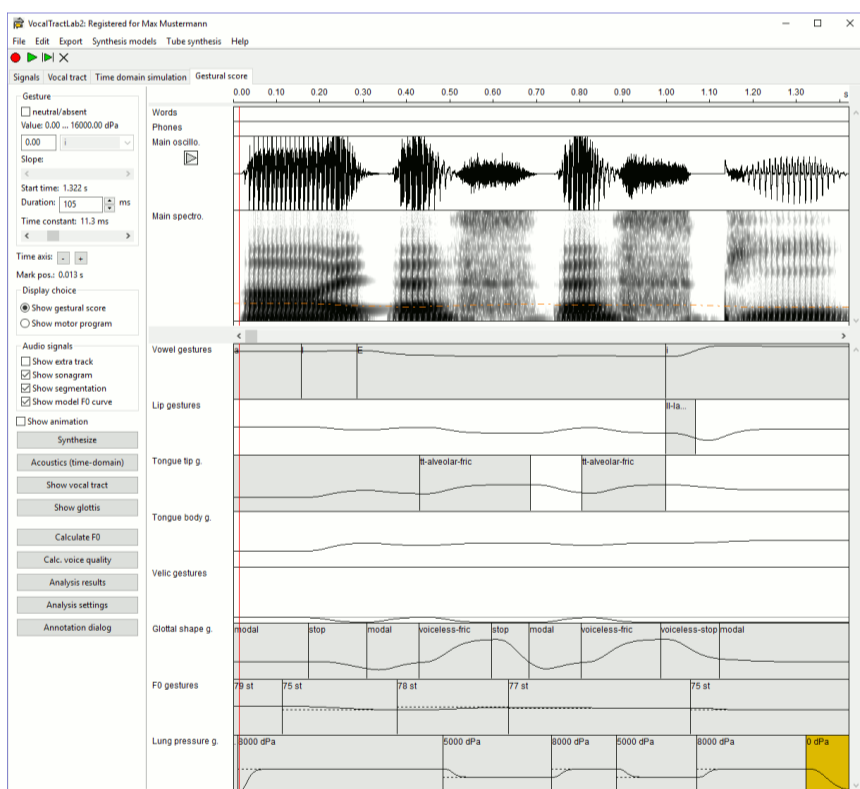 VocalTractLab2: Registered for Max Mustermann
File Edit Export Synthesis models Tube synthesis Help
Signals Vocal tract Time domain simulation Gestural score
Gesture
neutral/absent
Value: 0.00 ... 16000.00 dPa
0.00 i
Slope:
Start time: 1.322 s
Duration: 105 ms
Time constant: 11.3 ms
Time axis: - +
Mark pos.: 0.013 s
Display choice
Show gestural score
Show motor program
Audio signals
Show extra track
Show sonagram
Show segmentation
Show model F0 curve
Show animation
Synthesize
Acoustics (time-domain)
Show vocal tract
Show glottis
Calculate F0
Calc. voice quality
Analysis results
Analysis settings
Annotation dialog
0.00 0.10 0.20 0.30 0.40 0.50 0.60 0.70 0.80 0.90 1.00 1.10 1.20 1.30 s
Words
Phones
Main oscillo.
Main spectro.
Vowel gestures a i E i
Lip gestures ll-la...
Tongue tip g. tt-alveolar-fric tt-alveolar-fric
Tongue body g.
Velic gestures
Glottal shape g. modal stop modal voiceless-fric stop modal voiceless-fric voiceless-stop modal
F0 gestures 79 st 75 st 78 st 77 st 75 st
Lung pressure g. 8000 dPa 5000 dPa 8000 dPa 5000 dPa 8000 dPa 0 dPa